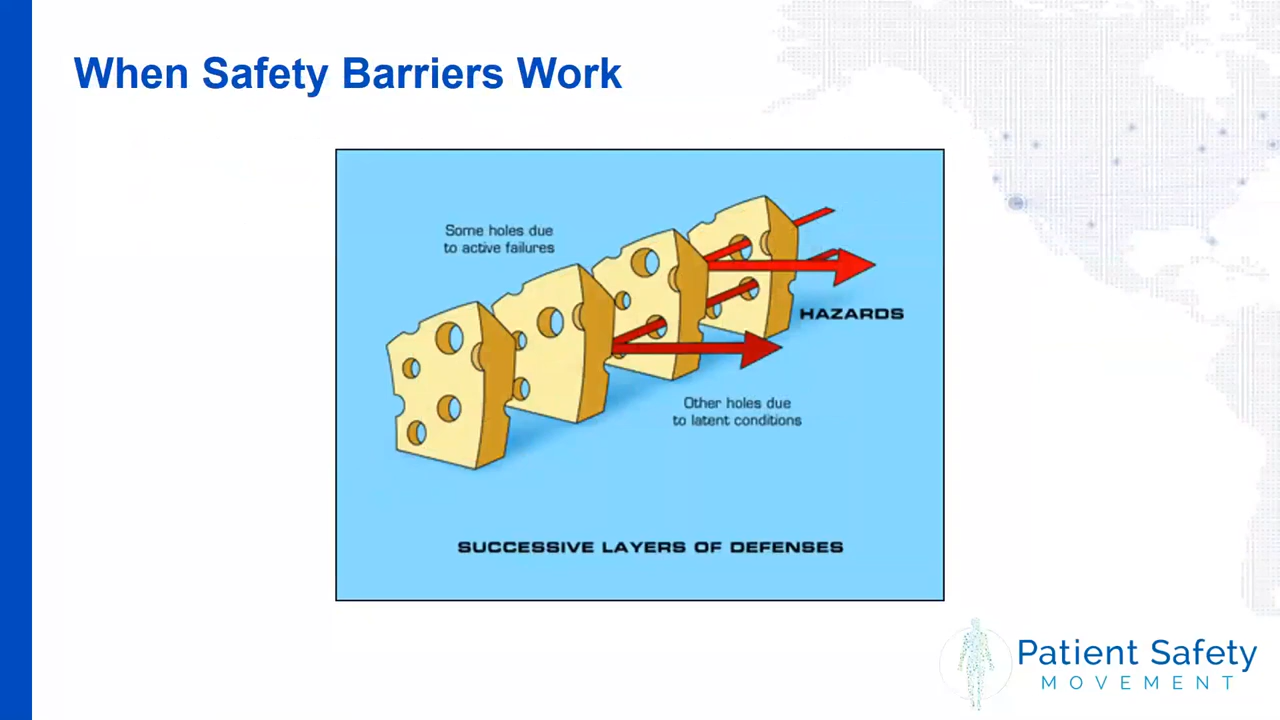 When Safety Barriers Work
Some holes due
to active failures
HAZARDS
Other holes due
to latent conditions
SUCCESSIVE LAYERS OF DEFENSES
Patient Safety
MOVEMENT